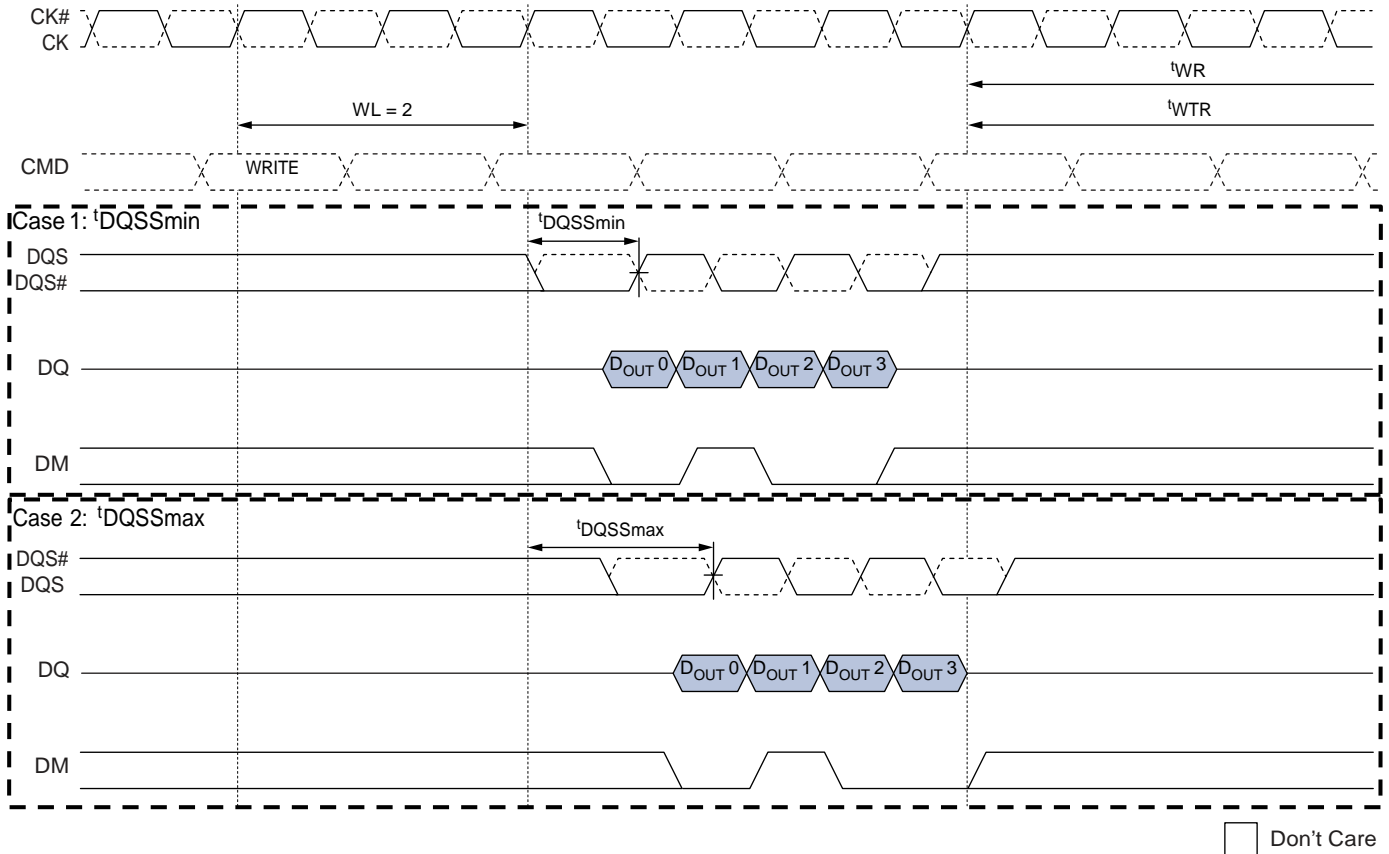 CK#
CK
tWR
WL = 2
tWTR
CMD
WRITE
Case 1: tDQSSmin
tDQSSmin
DQS
DQS#
DQ
DOUT 0 DOUT 1 DOUT 2 DOUT 3
DM
Case 2: tDQSSmax
tDQSSmax
DQS#
DQS
DQ
DOUT 0 DOUT 1 DOUT 2 DOUT 3
DM
Don't Care